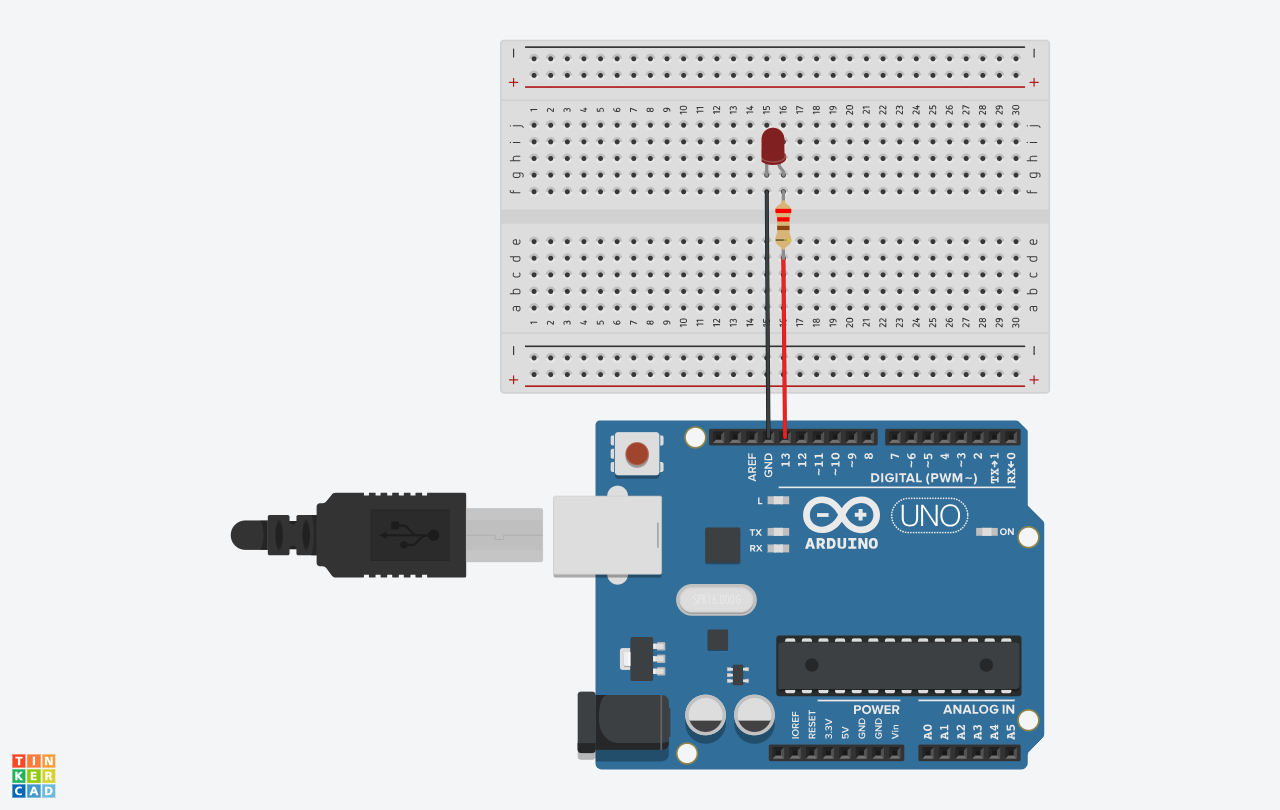 − −
+ +
1 2 3 4 5 6 7 8 9 10 11 12 13 14 15 16 17 18 19 20 21 22 23 24 25 26 27 28 29 30
j j
i i
h h
g g
f f
e e
d d
c c
b b
a a
1 2 3 4 5 6 7 8 9 10 11 12 13 14 15 16 17 18 19 20 21 22 23 24 25 26 27 28 29 30
− −
+ +
AREF GND 13 12 ~11 ~10 ~9 8 7 ~6 ~5 4 ~3 2 TX→1 RX←0
DIGITAL (PWM~)
L
TX
RX
ARDUINO
UNO
ON
POWER ANALOG IN
IOREF RESET 3.3V 5V GND GND Vin A0 A1 A2 A3 A4 A5
TIN
KER
CAD